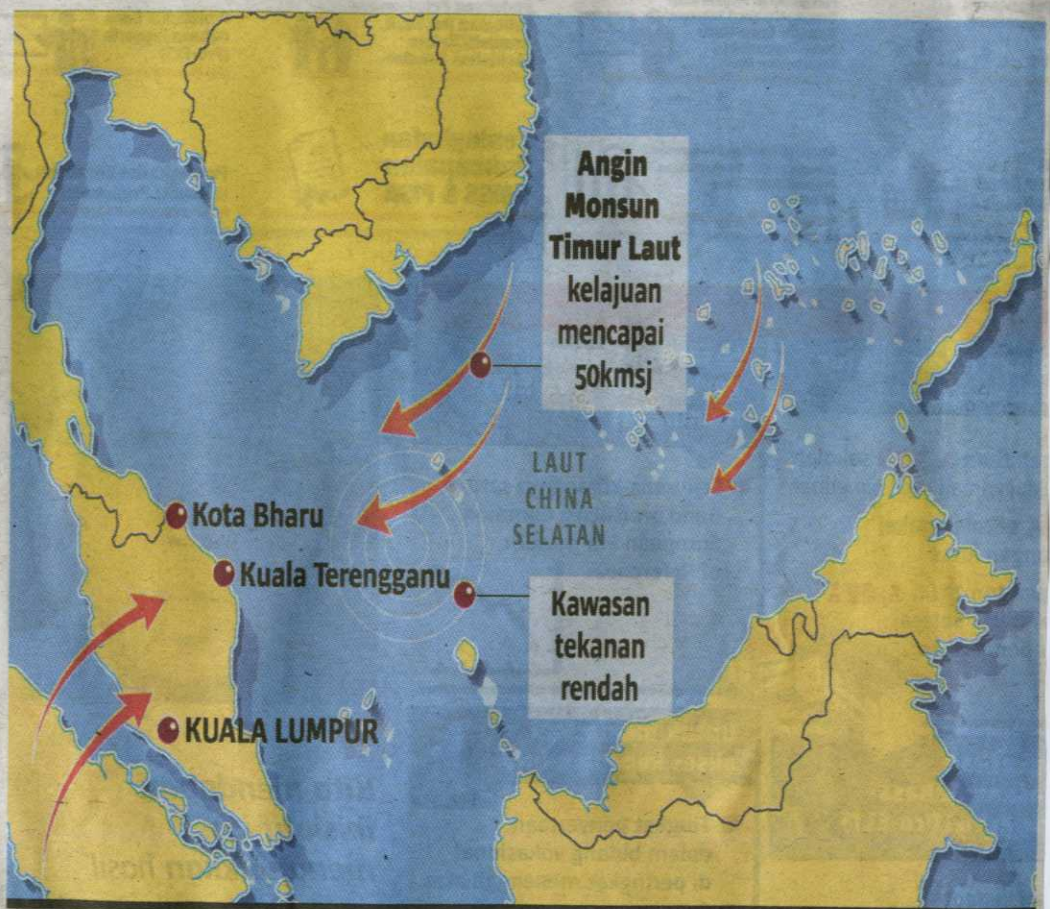 Angin
Monsun
Timur Laut
kelajuan
mencapai
50kmsj
LAUT
CHINA
SELATAN
Kota Bharu
Kuala Terengganu
Kawasan
tekanan
rendah
KUALA LUMPUR